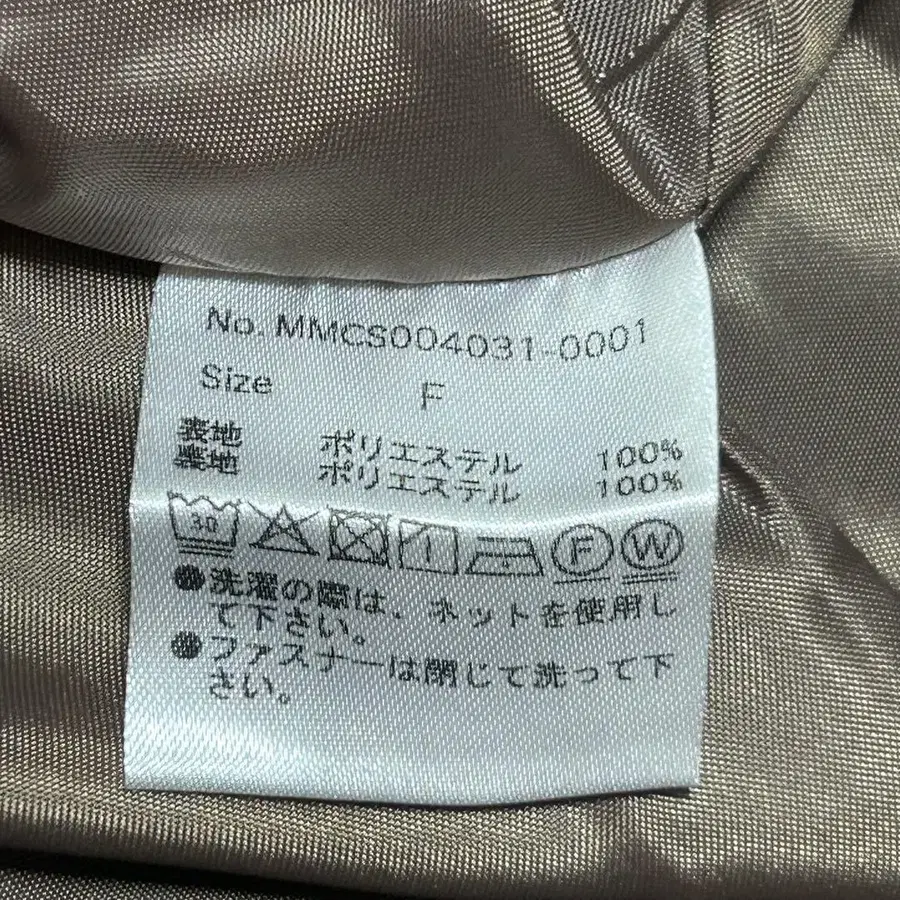 No. MMCS004031-0001
Size F
表地 ポリエステル 100%
裏地 ポリエステル 100%
30
F W
●洗濯の際は、ネットを使用し
て下さい。
●ファスナーは閉じて洗って下
さい。